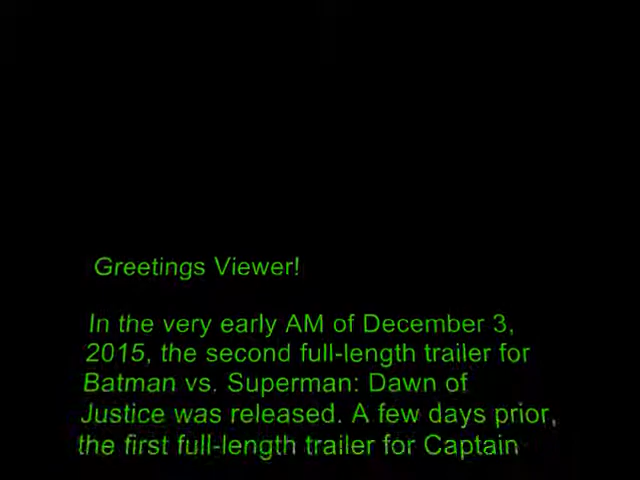 Greetings Viewer!
In the very early AM of December 3,
2015, the second full-length trailer for
Batman vs. Superman: Dawn of
Justice was released. A few days prior,
the first full-length trailer for Captain